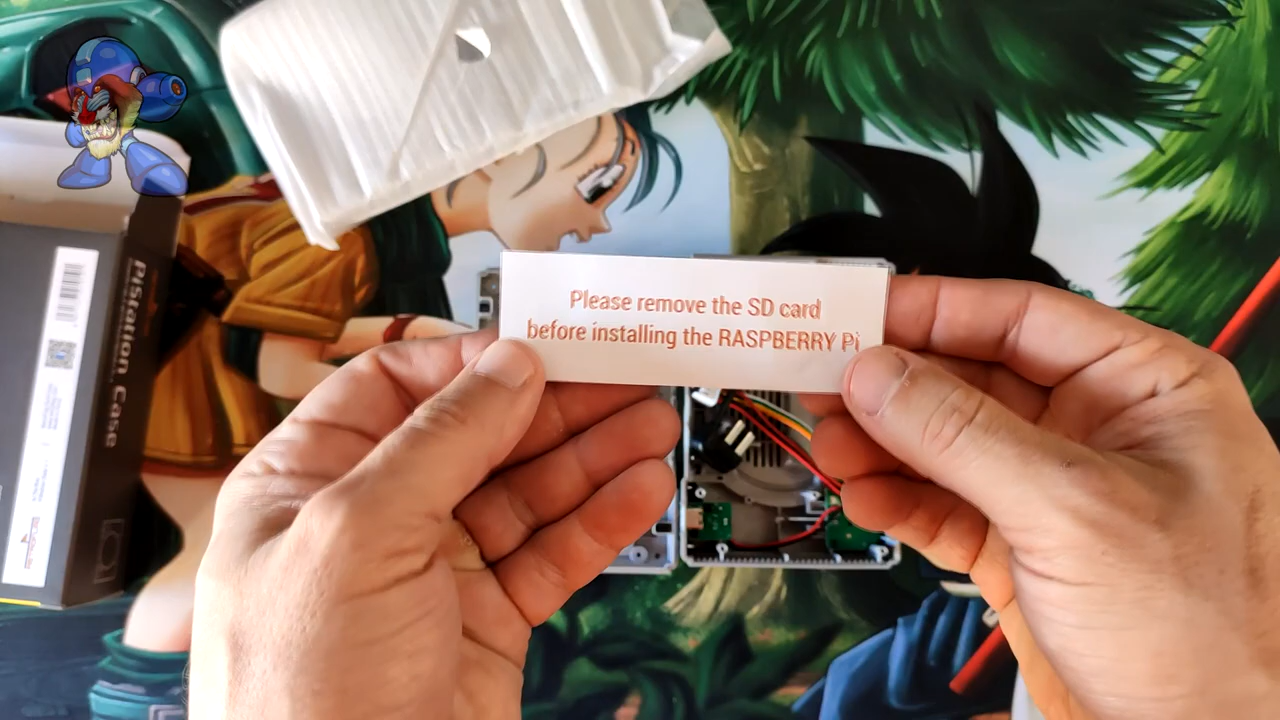 Please remove the SD card
before installing the RASPBERRY Pi
PiStation Case